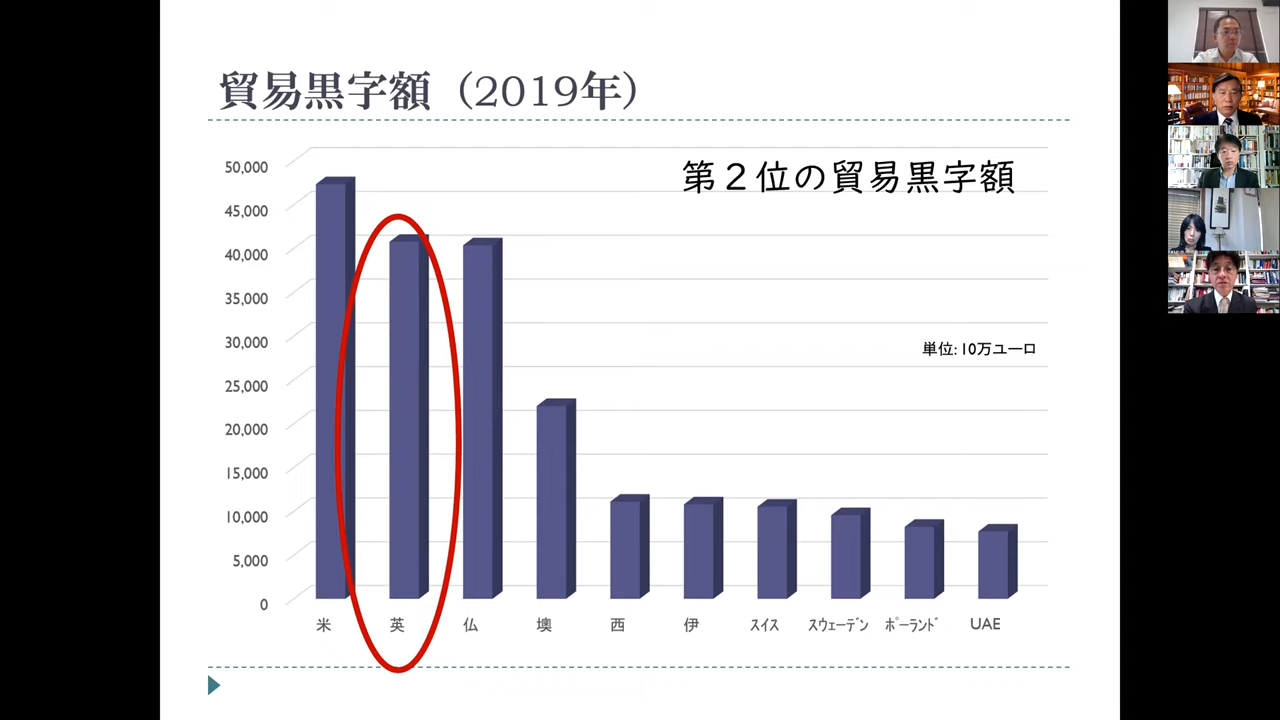 貿易黒字額（2019年）
第２位の貿易黒字額
単位: 10万ユーロ
50,000
45,000
40,000
35,000
30,000
25,000
20,000
15,000
10,000
5,000
0
米 英 仏 墺 西 伊 スイス スウェーデン ポーランド UAE